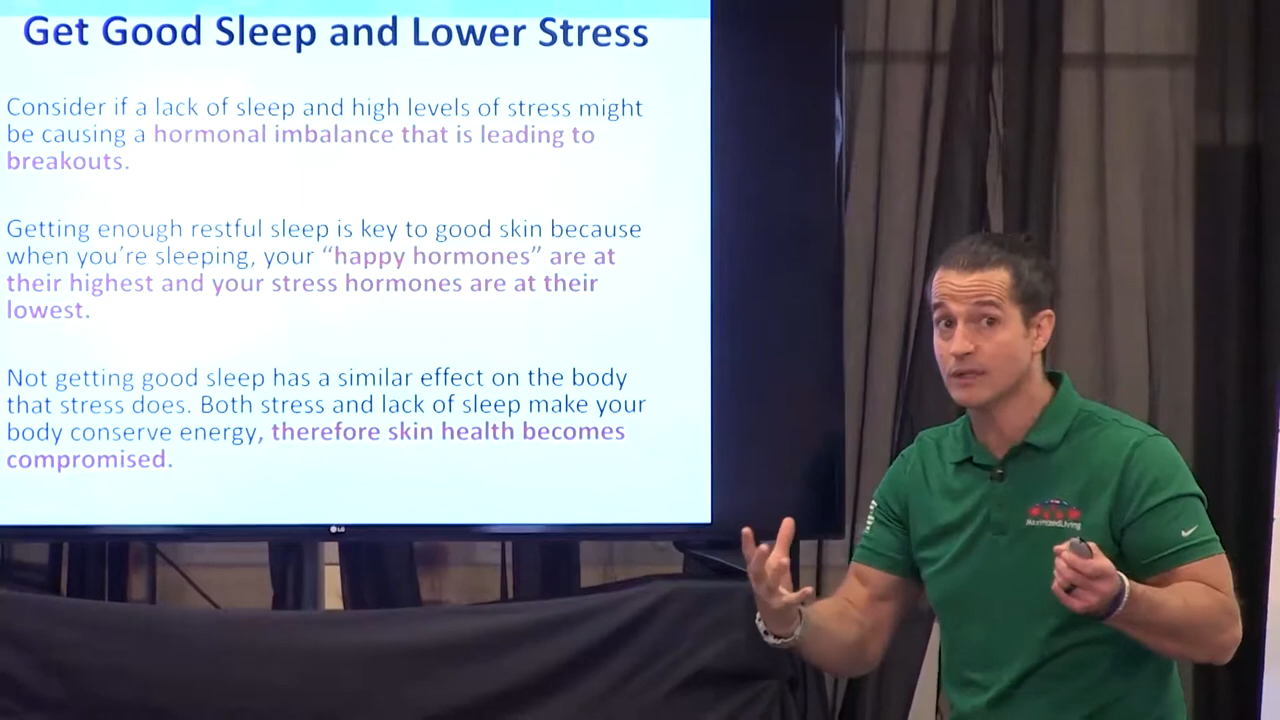 Get Good Sleep and Lower Stress
Consider if a lack of sleep and high levels of stress might
be causing a hormonal imbalance that is leading to
breakouts.
Getting enough restful sleep is key to good skin because
when you’re sleeping, your “happy hormones” are at
their highest and your stress hormones are at their
lowest.
Not getting good sleep has a similar effect on the body
that stress does. Both stress and lack of sleep make your
body conserve energy, therefore skin health becomes
compromised.
LG
MaximizedLiving